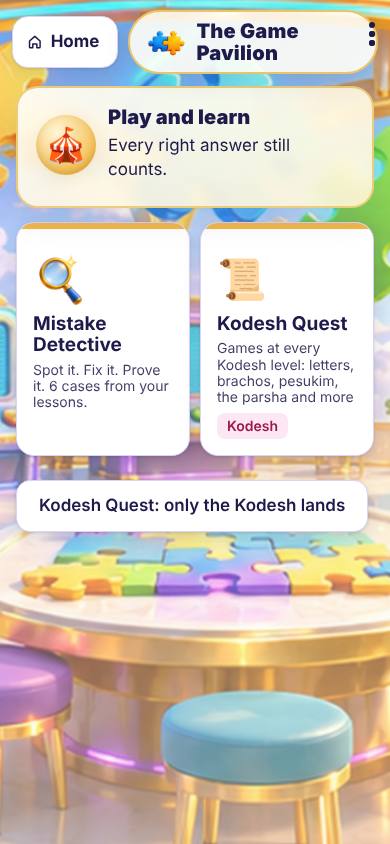 Home
The Game
Pavilion
Play and learn
Every right answer still
counts.
Mistake
Detective
Spot it. Fix it. Prove
it. 6 cases from your
lessons.
Kodesh Quest
Games at every
Kodesh level: letters,
brachos, pesukim,
the parsha and more
Kodesh
Kodesh Quest: only the Kodesh lands